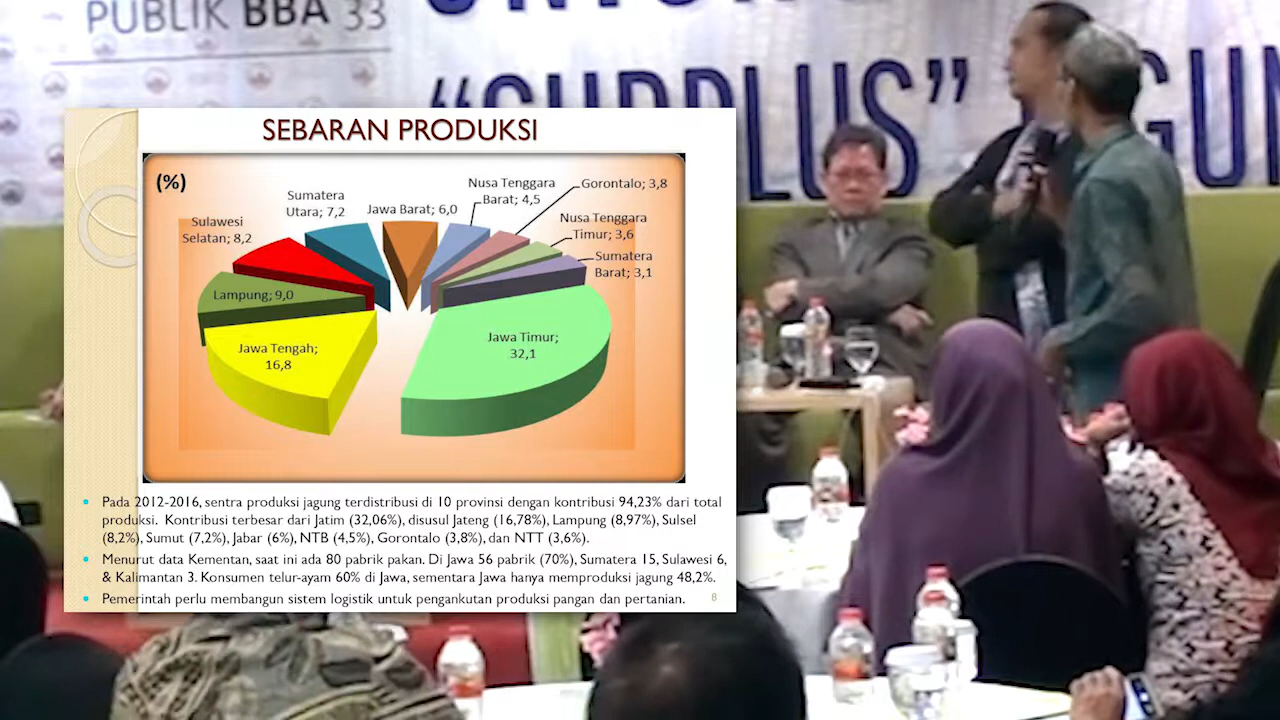 PUBLIK BBA 33
PLUS"
SEBARAN PRODUKSI
(%)
Nusa Tenggara
Barat; 4,5
Gorontalo; 3,8
Sumatera
Utara; 7,2
Jawa Barat; 6,0
Nusa Tenggara
Timur; 3,6
Sulawesi
Selatan; 8,2
Sumatera
Barat; 3,1
Lampung; 9,0
Jawa Timur;
32,1
Jawa Tengah;
16,8
Pada 2012-2016, sentra produksi jagung terdistribusi di 10 provinsi dengan kontribusi 94,23% dari total
produksi. Kontribusi terbesar dari Jatim (32,06%), disusul Jateng (16,78%), Lampung (8,97%), Sulsel
(8,2%), Sumut (7,2%), Jabar (6%), NTB (4,5%), Gorontalo (3,8%), dan NTT (3,6%).
Menurut data Kementan, saat ini ada 80 pabrik pakan. Di Jawa 56 pabrik (70%), Sumatera 15, Sulawesi 6,
& Kalimantan 3. Konsumen telur-ayam 60% di Jawa, sementara Jawa hanya memproduksi jagung 48,2%.
Pemerintah perlu membangun sistem logistik untuk pengankutan produksi pangan dan pertanian.
8